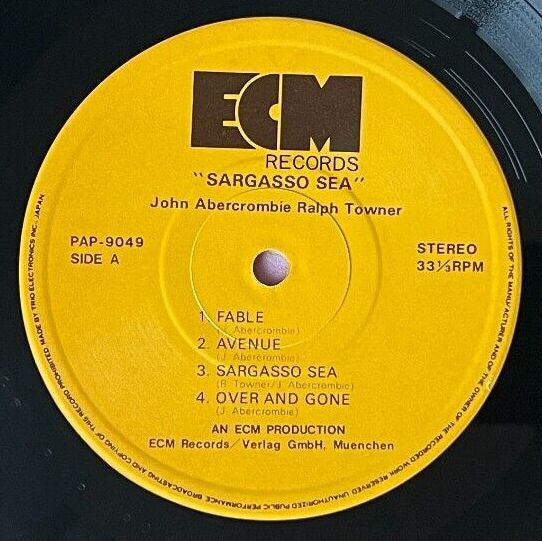 ECM
RECORDS
"SARGASSO SEA"
John Abercrombie Ralph Towner
PAP-9049
SIDE A
STEREO
33⅓RPM
1. FABLE
(J. Abercrombie)
2. AVENUE
(J. Abercrombie)
3. SARGASSO SEA
(R. Towner/J. Abercrombie)
4. OVER AND GONE
(J. Abercrombie)
AN ECM PRODUCTION
ECM Records/Verlag GmbH, Muenchen
ALL RIGHTS OF THE MANUFACTURER AND OF THE OWNER OF THE RECORDED WORK RESERVED UNAUTHORIZED PUBLIC PERFORMANCE BROADCASTING AND COPYING OF THIS RECORD PROHIBITED MADE BY TRIO ELECTRONICS INC., JAPAN